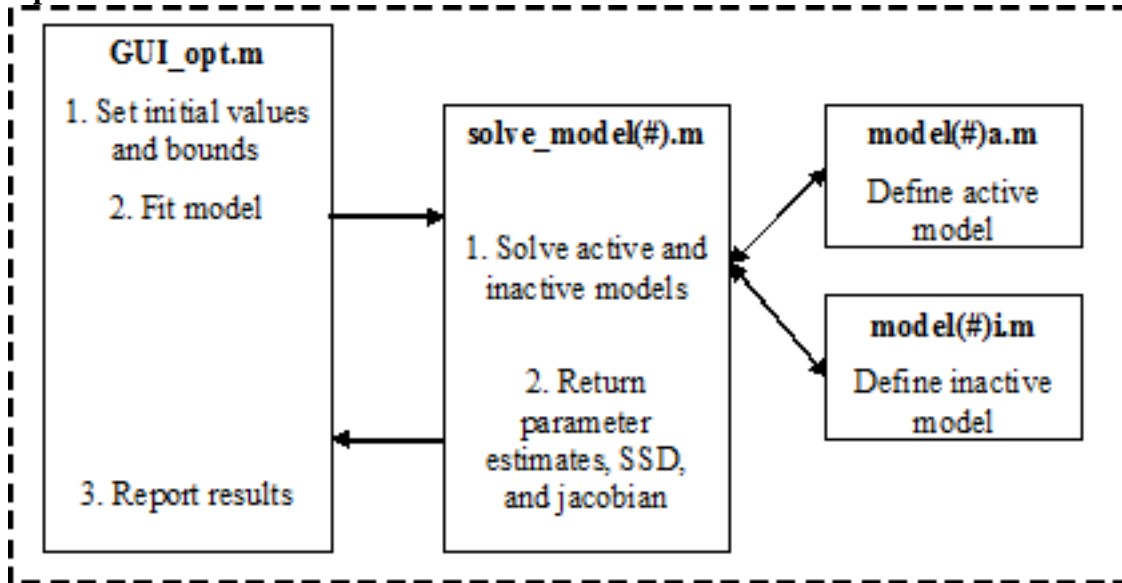 GUI_opt.m
1. Set initial values
and bounds
2. Fit model
3. Report results
solve_model(#).m
1. Solve active and
inactive models
2. Return
parameter
estimates, SSD,
and jacobian
model(#)a.m
Define active
model
model(#)i.m
Define inactive
model